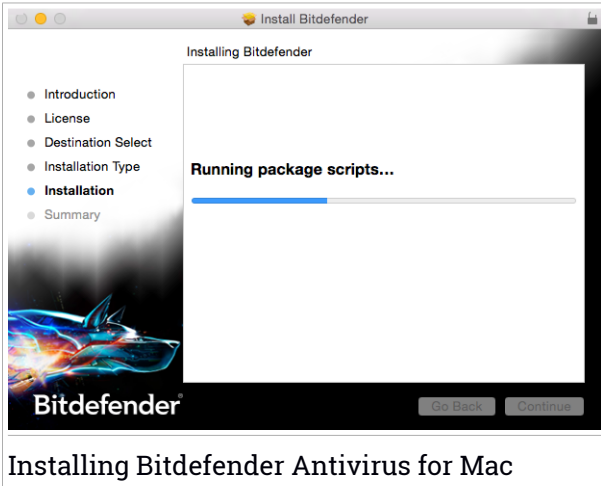 Install Bitdefender
Installing Bitdefender
Introduction
License
Destination Select
Installation Type
Installation
Summary
Running package scripts...
Bitdefender
Go Back
Continue
Installing Bitdefender Antivirus for Mac